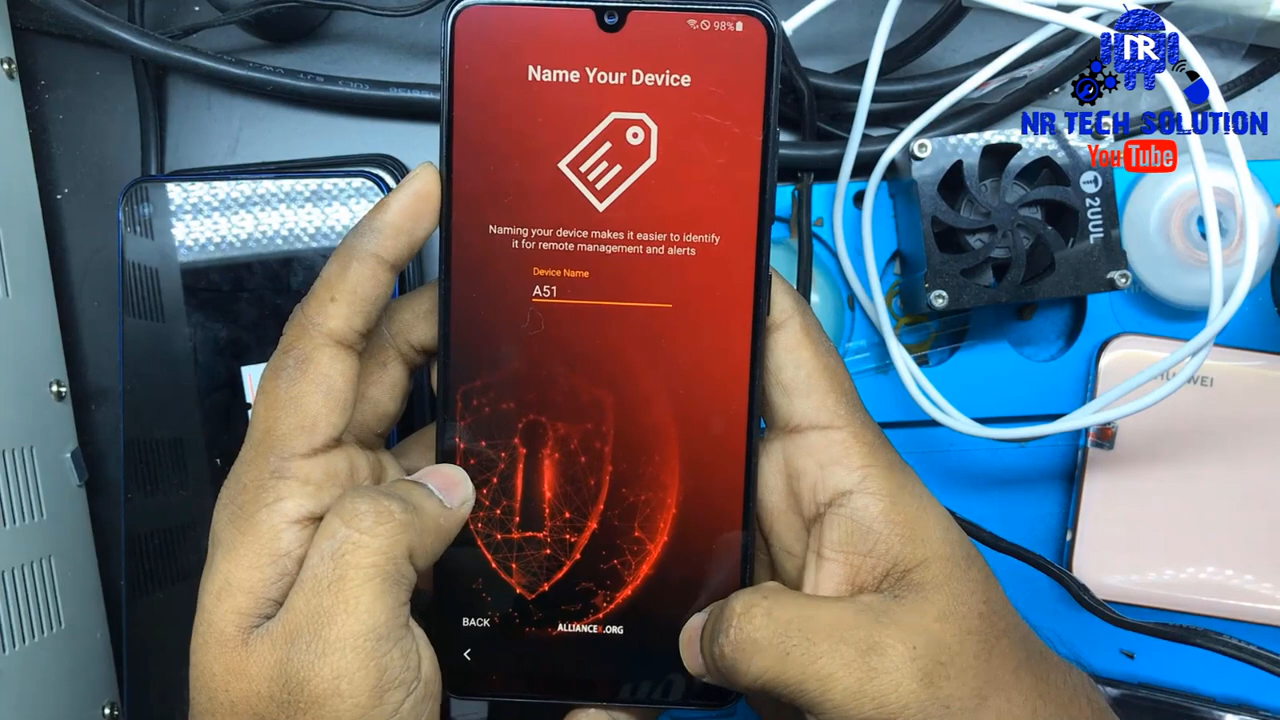 98%
Name Your Device
Naming your device makes it easier to identify
it for remote management and alerts
Device Name
A51
BACK
ALLIANCEX.ORG
NR
NR TECH SOLUTION
YouTube
2UUL
HUAWEI